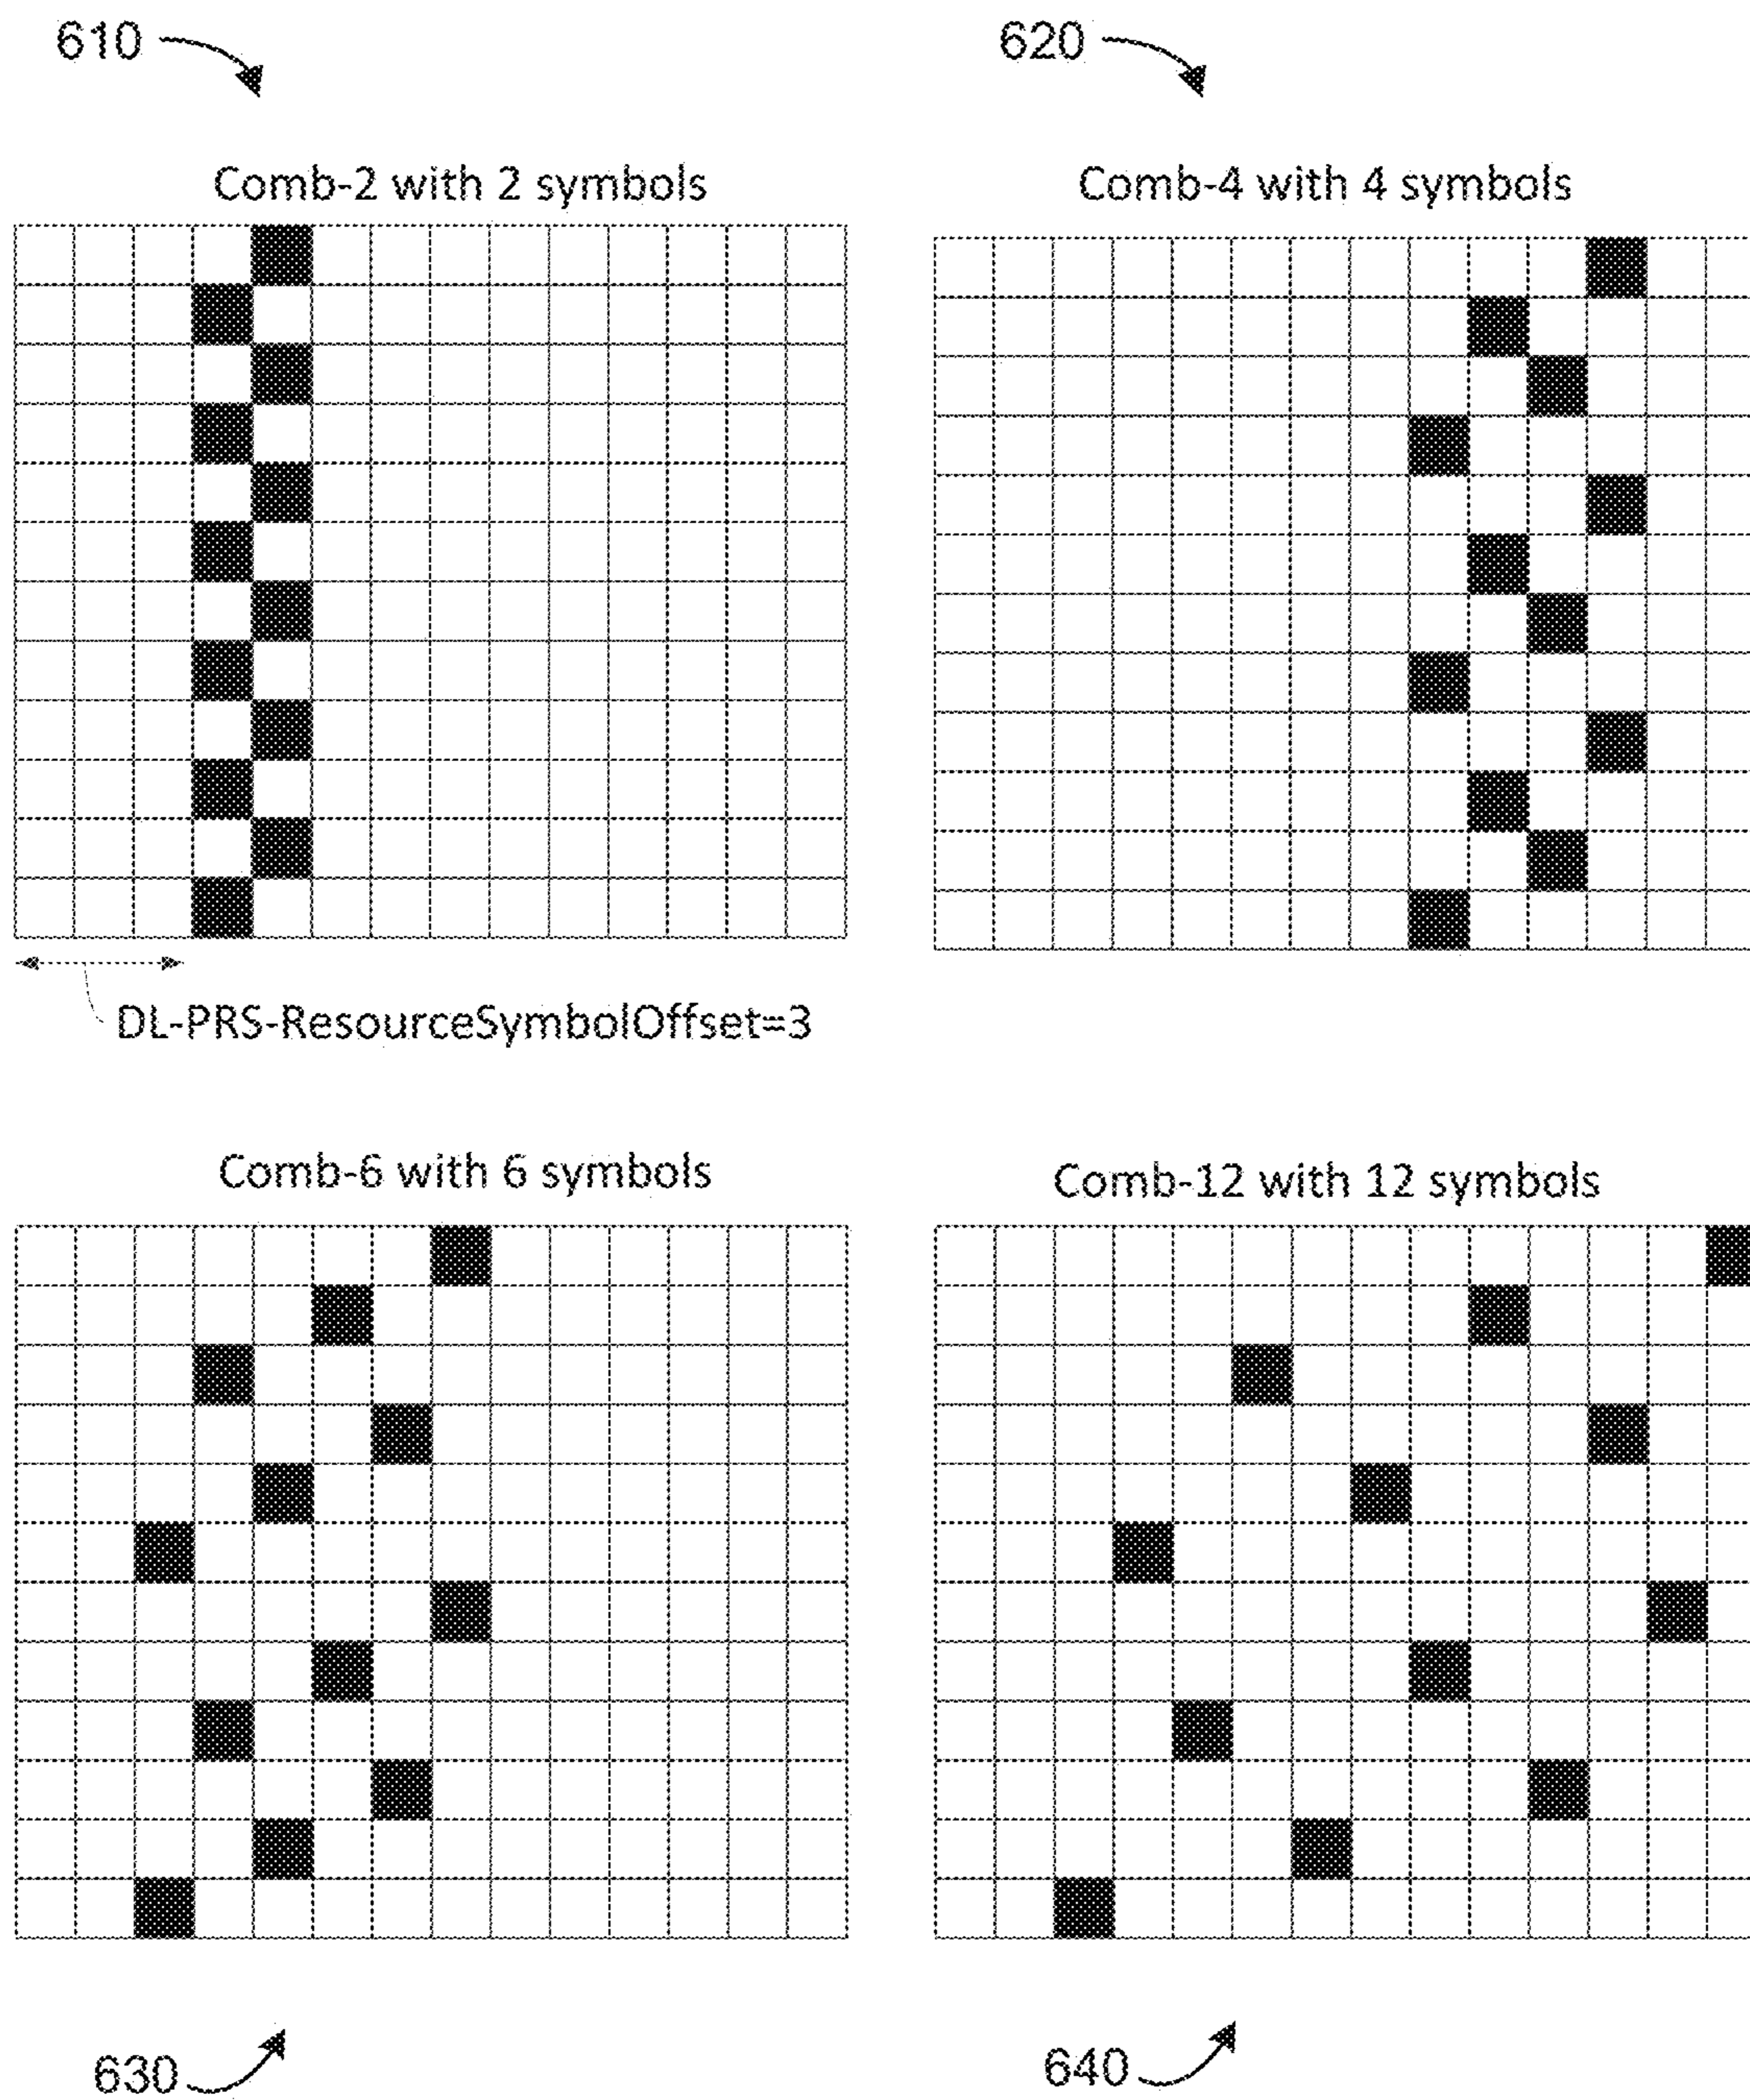 610
620
Comb-2 with 2 symbols
Comb-4 with 4 symbols
DL-PRS-ResourceSymbolOffset=3
Comb-6 with 6 symbols
Comb-12 with 12 symbols
630
640